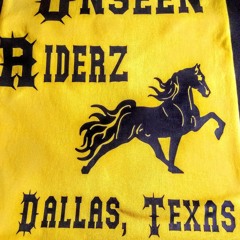 UNSEEN
RIDERZ
DALLAS, TEXAS